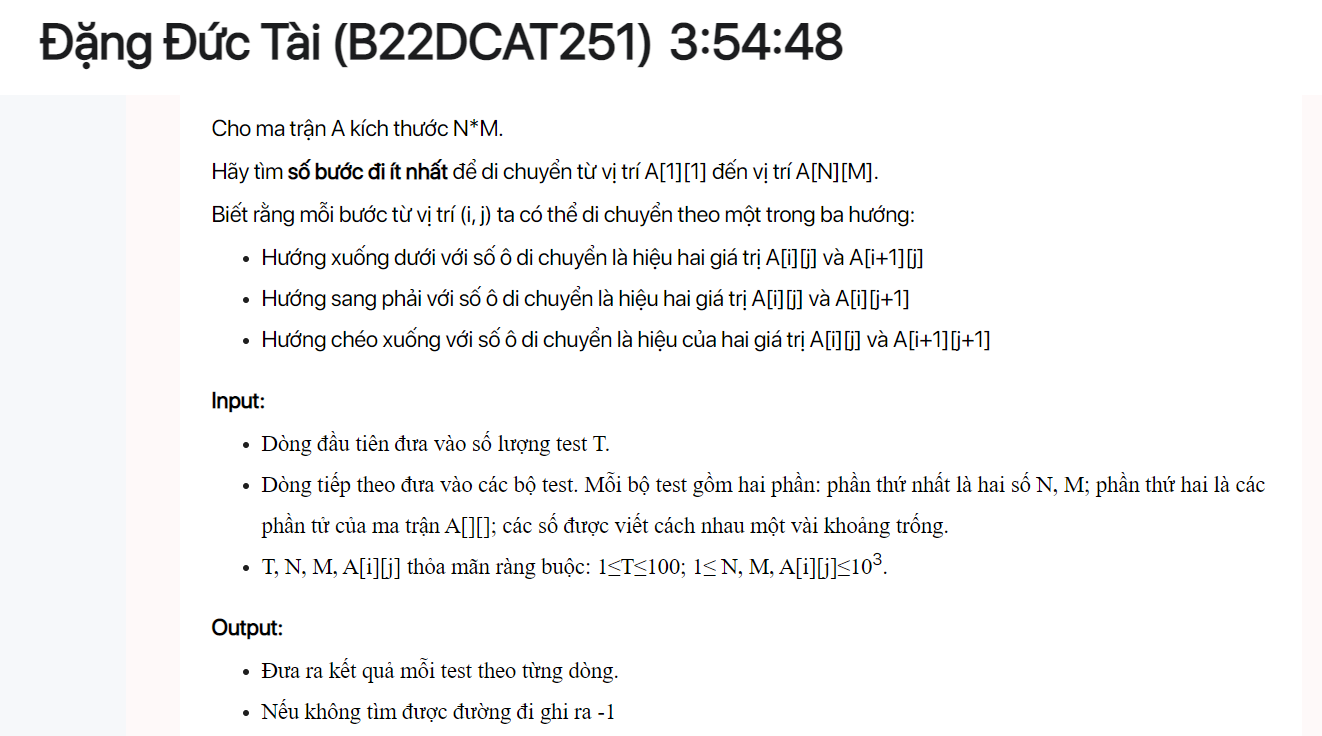 Đặng Đức Tài (B22DCAT251) 3:54:48
Cho ma trận A kích thước N*M.
Hãy tìm số bước đi ít nhất để di chuyển từ vị trí A[1][1] đến vị trí A[N][M].
Biết rằng mỗi bước từ vị trí (i, j) ta có thể di chuyển theo một trong ba hướng:
• Hướng xuống dưới với số ô di chuyển là hiệu hai giá trị A[i][j] và A[i+1][j]
• Hướng sang phải với số ô di chuyển là hiệu hai giá trị A[i][j] và A[i][j+1]
• Hướng chéo xuống với số ô di chuyển là hiệu của hai giá trị A[i][j] và A[i+1][j+1]
Input:
• Dòng đầu tiên đưa vào số lượng test T.
• Dòng tiếp theo đưa vào các bộ test. Mỗi bộ test gồm hai phần: phần thứ nhất là hai số N, M; phần thứ hai là các
phần tử của ma trận A[][]; các số được viết cách nhau một vài khoảng trống.
• T, N, M, A[i][j] thỏa mãn ràng buộc: 1≤T≤100; 1≤ N, M, A[i][j]≤10³.
Output:
• Đưa ra kết quả mỗi test theo từng dòng.
• Nếu không tìm được đường đi ghi ra -1